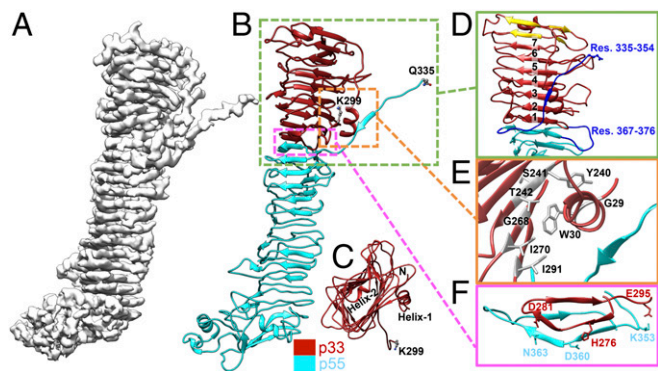 A
B
K299
Q335
C
Helix-2
N
Helix-1
K299
p33
p55
D
7
6
5
4
3
2
1
Res. 335-354
Res. 367-376
E
S241
Y240
T242
G29
G268
W30
I270
I291
F
D281
E295
H276
K353
N363
D360